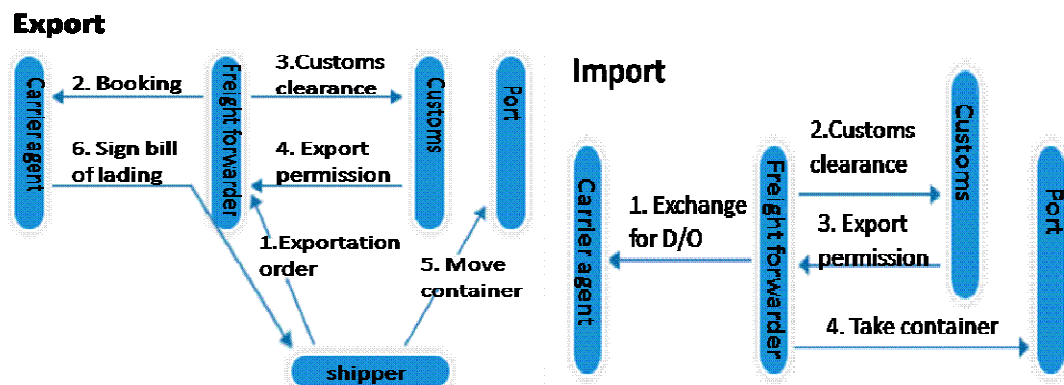 Export
Carrier agent
2. Booking
Freight forwarder
3.Customs
clearance
Customs
Port
6. Sign bill
of lading
4. Export
permission
1.Exportation
order
5. Move
container
shipper
Import
Carrier agent
1. Exchange
for D/O
Freight forwarder
2.Customs
clearance
Customs
3. Export
permission
Port
4. Take container